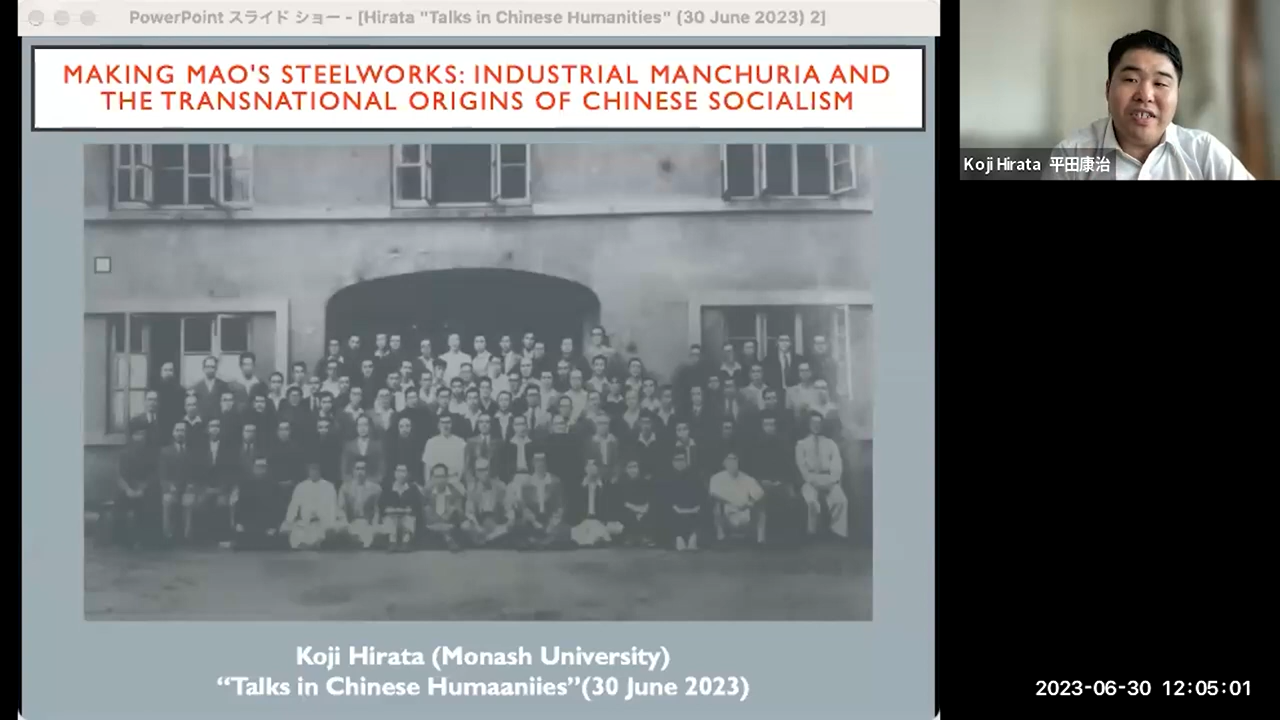 PowerPoint スライド ショー - [Hirata "Talks in Chinese Humanities" (30 June 2023) 2]
MAKING MAO'S STEELWORKS: INDUSTRIAL MANCHURIA AND
THE TRANSNATIONAL ORIGINS OF CHINESE SOCIALISM
Koji Hirata 平田康治
Koji Hirata (Monash University)
“Talks in Chinese Humaaniies”(30 June 2023)
2023-06-30 12:05:01